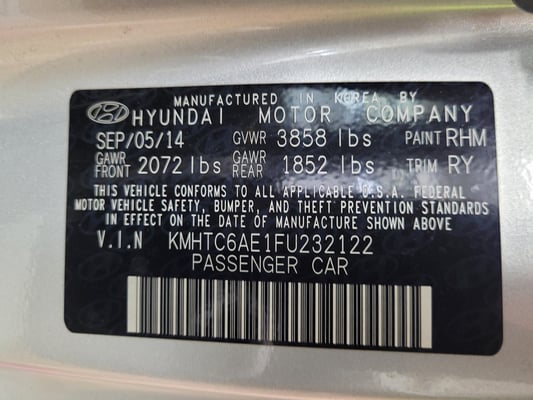 MANUFACTURED IN KOREA BY
HYUNDAI MOTOR COMPANY
SEP/05/14 GVWR 3858 lbs PAINT RHM
GAWR FRONT 2072 lbs GAWR REAR 1852 lbs TRIM RY
THIS VEHICLE CONFORMS TO ALL APPLICABLE U.S.A. FEDERAL
MOTOR VEHICLE SAFETY, BUMPER, AND THEFT PREVENTION STANDARDS
IN EFFECT ON THE DATE OF MANUFACTURE SHOWN ABOVE
V.I.N KMHTC6AE1FU232122
PASSENGER CAR